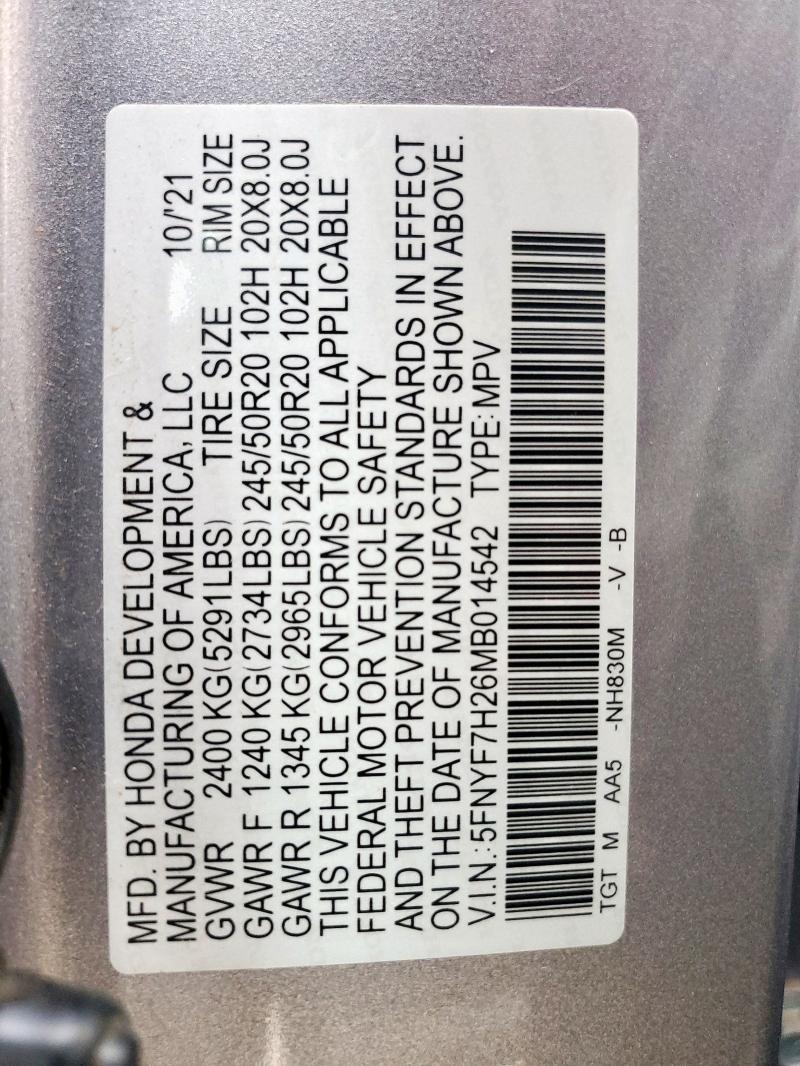 MFD. BY HONDA DEVELOPMENT &
MANUFACTURING OF AMERICA, LLC 10/'21
GVWR 2400 KG(5291LBS) TIRE SIZE RIM SIZE
GAWR F 1240 KG(2734LBS) 245/50R20 102H 20X8.0J
GAWR R 1345 KG(2965LBS) 245/50R20 102H 20X8.0J
THIS VEHICLE CONFORMS TO ALL APPLICABLE
FEDERAL MOTOR VEHICLE SAFETY
AND THEFT PREVENTION STANDARDS IN EFFECT
ON THE DATE OF MANUFACTURE SHOWN ABOVE.
V.I.N.:5FNYF7H26MB014542 TYPE: MPV
TGT M AA5 -NH830M -V -B